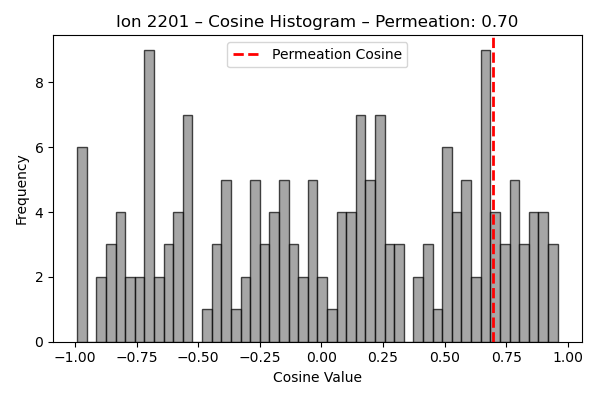 Ion 2201 – Cosine Histogram – Permeation: 0.70
Permeation Cosine
8
6
4
2
0
Frequency
−1.00 −0.75 −0.50 −0.25 0.00 0.25 0.50 0.75 1.00
Cosine Value